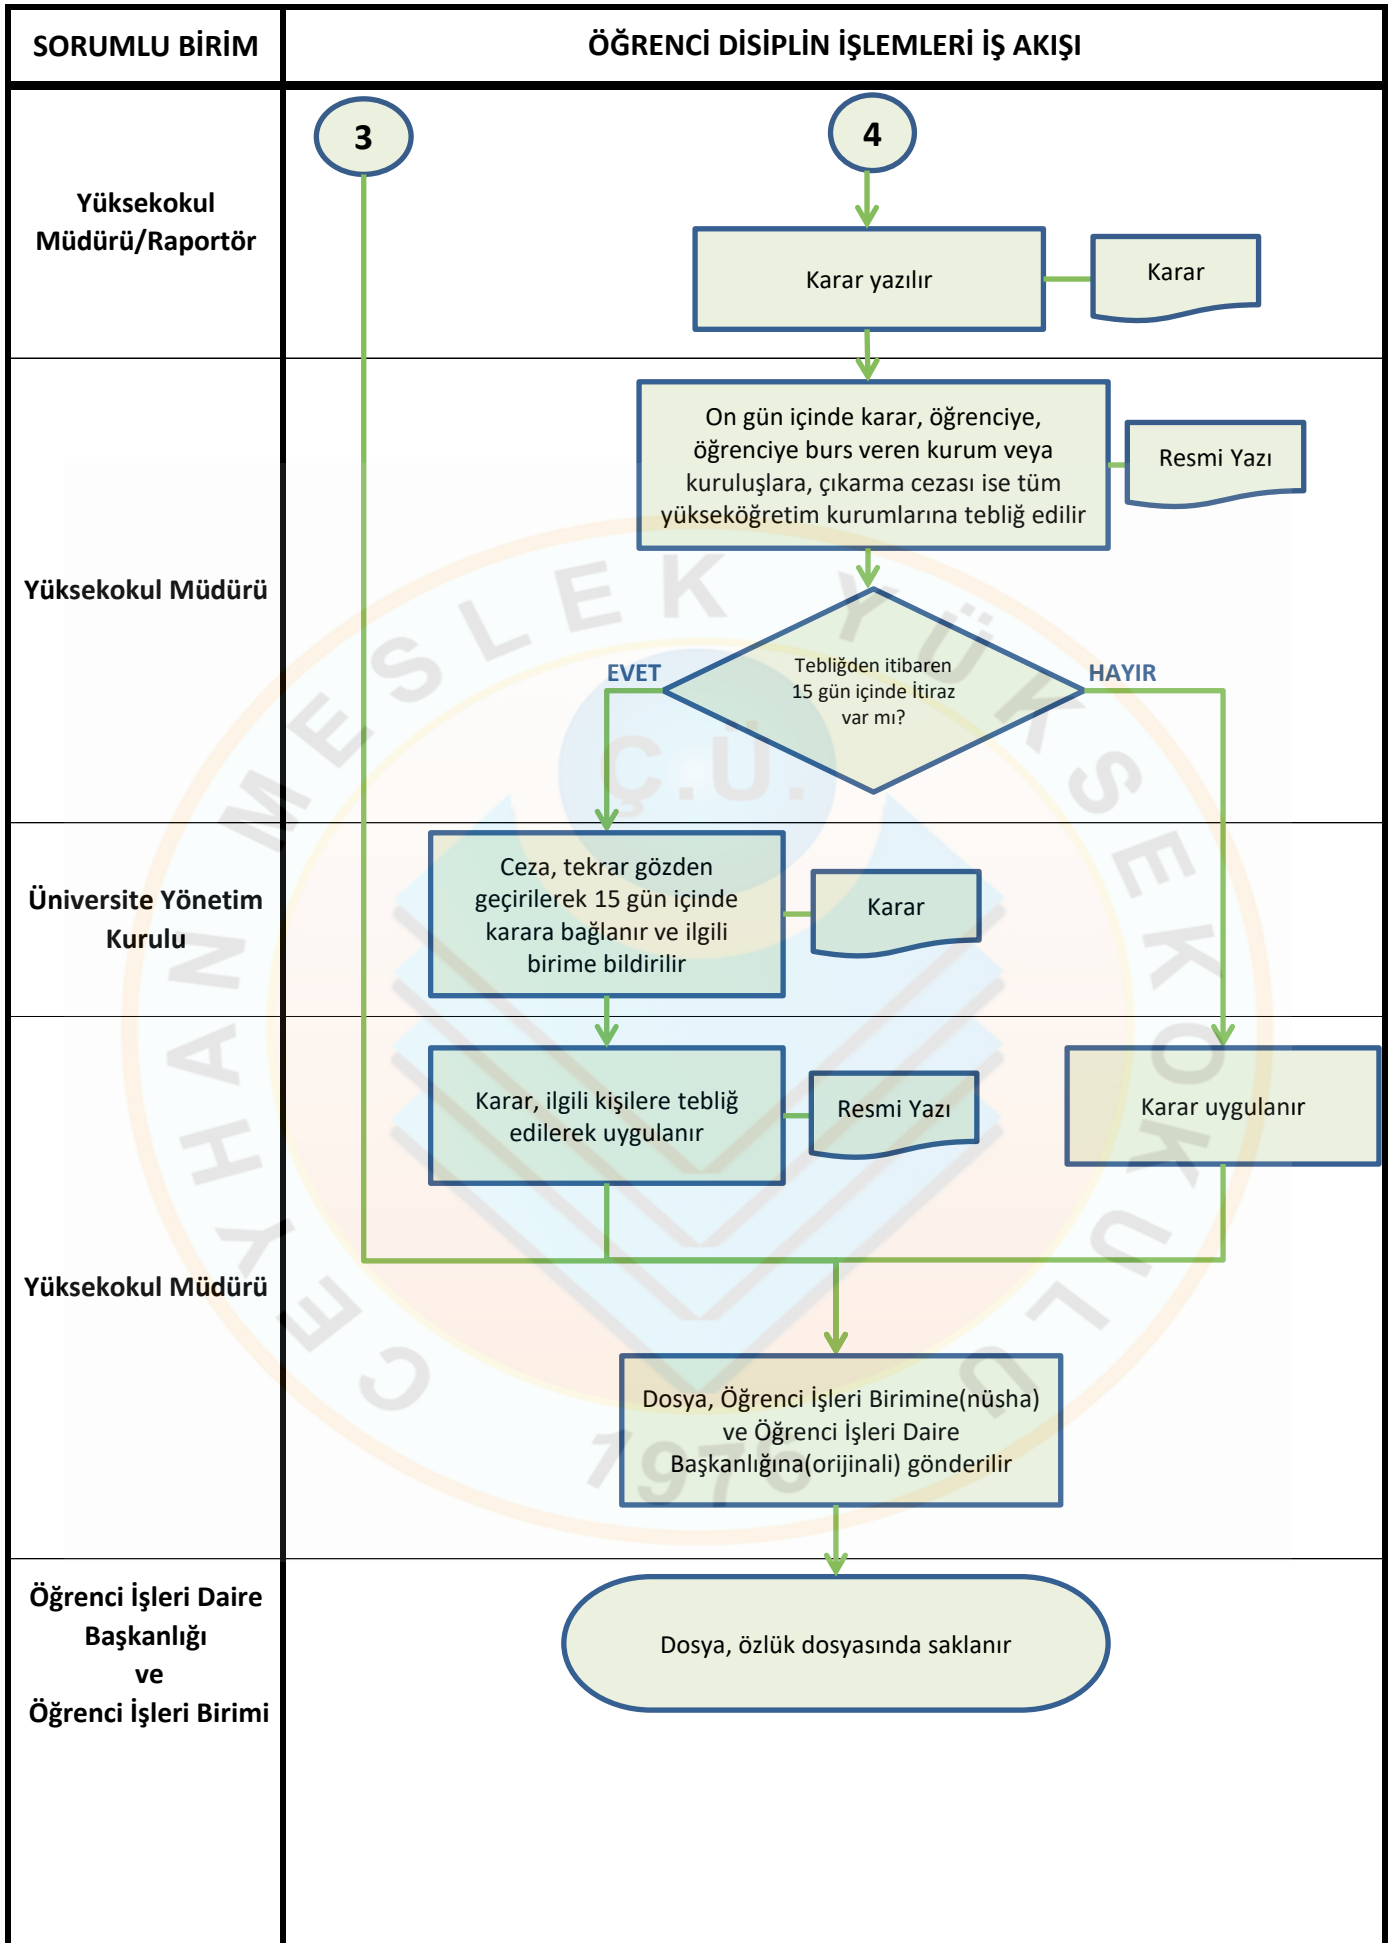 SORUMLU BİRİM
ÖĞRENCİ DİSİPLİN İŞLEMLERİ İŞ AKIŞI
3
4
Yüksekokul
Müdürü/Raportör
Karar yazılır
Karar
On gün içinde karar, öğrenciye,
öğrenciye burs veren kurum veya
kuruluşlara, çıkarma cezası ise tüm
yükseköğretim kurumlarına tebliğ edilir
Resmi Yazı
Yüksekokul Müdürü
EVET
Tebliğden itibaren
15 gün içinde İtiraz
var mı?
HAYIR
Üniversite Yönetim
Kurulu
Ceza, tekrar gözden
geçirilerek 15 gün içinde
karara bağlanır ve ilgili
birime bildirilir
Karar
Karar, ilgili kişilere tebliğ
edilerek uygulanır
Resmi Yazı
Karar uygulanır
Yüksekokul Müdürü
Dosya, Öğrenci İşleri Birimine(nüsha)
ve Öğrenci İşleri Daire
Başkanlığına(orijinali) gönderilir
Öğrenci İşleri Daire
Başkanlığı
ve
Öğrenci İşleri Birimi
Dosya, özlük dosyasında saklanır
CEYHAN MESLEK YÜKSEKOKULU
Ç.Ü.
1976